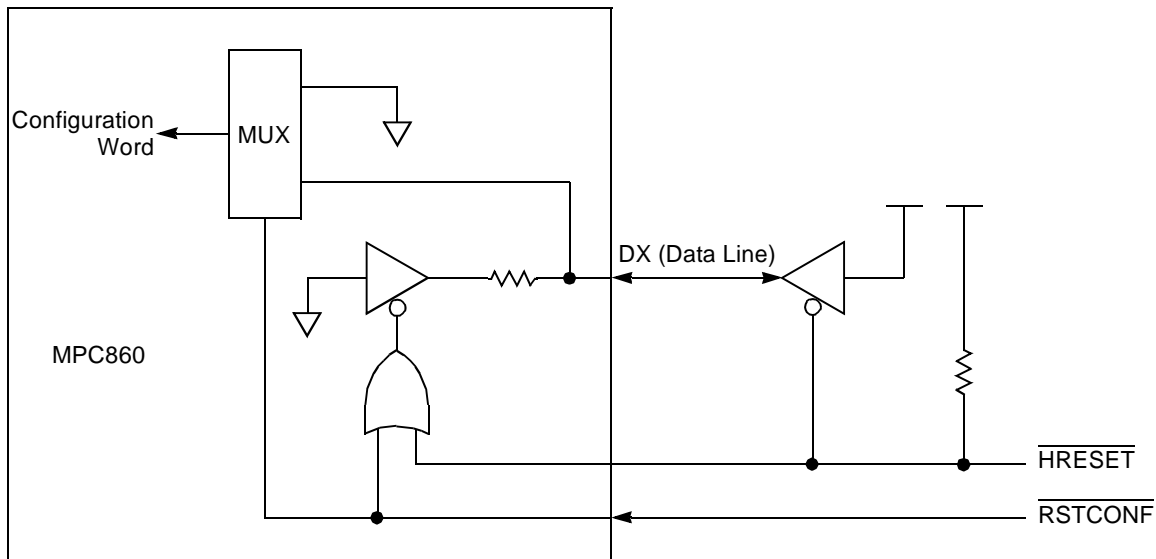 Configuration
Word
MUX
DX (Data Line)
MPC860
HRESET
RSTCONF